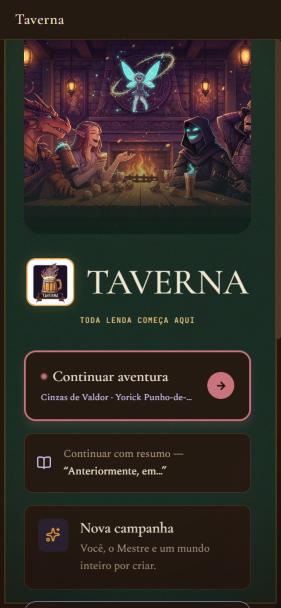 Taverna
TAVERNA
TAVERNA
TODA LENDA COMEÇA AQUI
Continuar aventura
Cinzas de Valdor · Yorick Punho-de-...
Continuar com resumo —
“Anteriormente, em...”
Nova campanha
Você, o Mestre e um mundo
inteiro por criar.